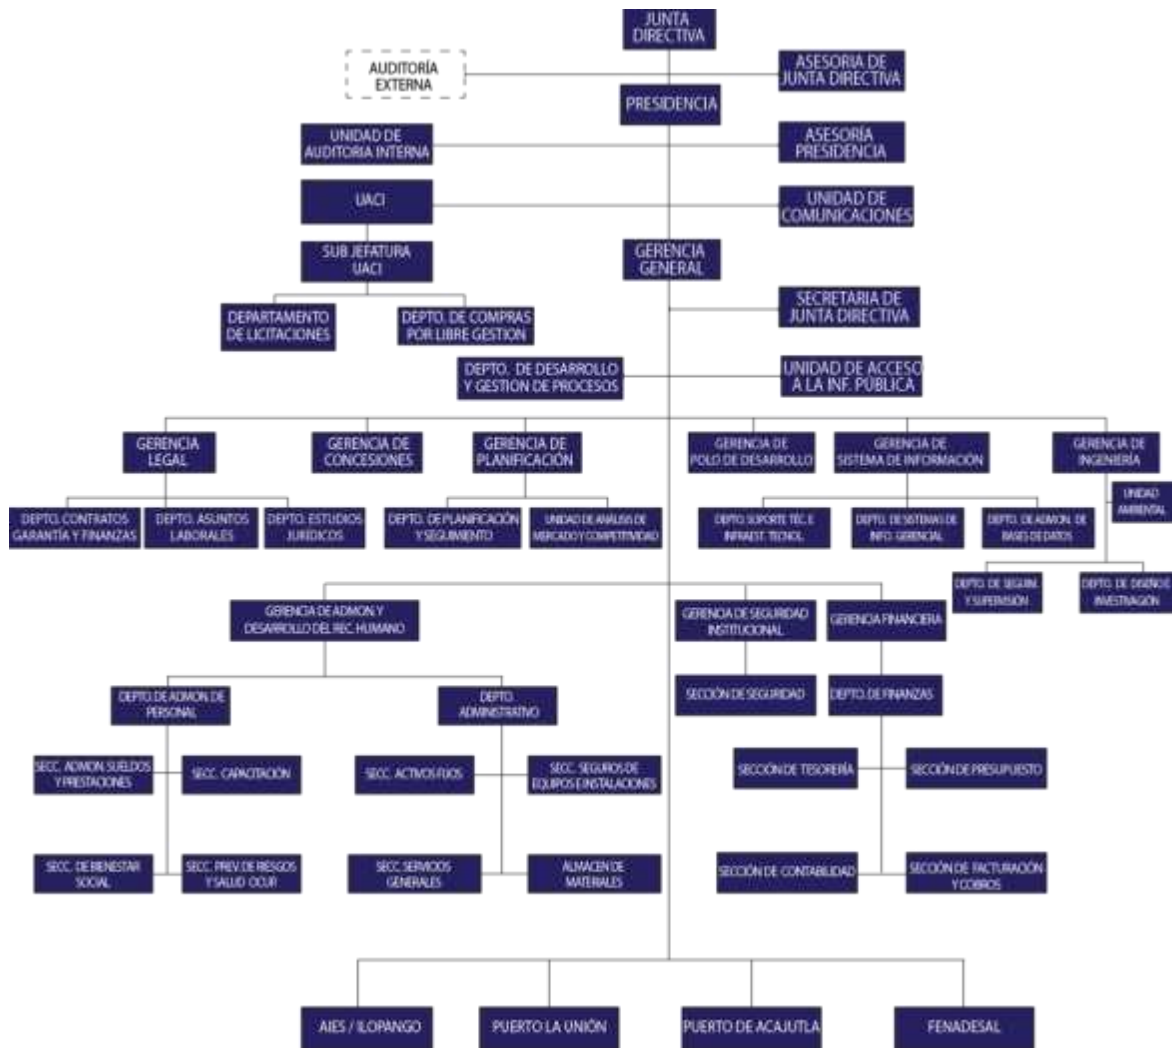 JUNTA
DIRECTIVA
AUDITORÍA
EXTERNA
ASESORIA DE
JUNTA DIRECTIVA
PRESIDENCIA
UNIDAD DE
AUDITORIA INTERNA
ASESORÍA
PRESIDENCIA
UACI
UNIDAD DE
COMUNICACIONES
SUB JEFATURA
UACI
GERENCIA
GENERAL
DEPARTAMENTO
DE LICITACIONES
DEPTO. DE COMPRAS
POR LIBRE GESTION
SECRETARIA DE
JUNTA DIRECTIVA
DEPTO. DE DESARROLLO
Y GESTION DE PROCESOS
UNIDAD DE ACCESO
A LA INF. PÚBLICA
GERENCIA
LEGAL
GERENCIA DE
CONCESIONES
GERENCIA DE
PLANIFICACIÓN
GERENCIA DE
POLO DE DESARROLLO
GERENCIA DE
SISTEMA DE INFORMACIÓN
GERENCIA DE
INGENIERÍA
UNIDAD
AMBIENTAL
DEPTO. CONTRATOS
GARANTÍA Y FINANZAS
DEPTO. ASUNTOS
LABORALES
DEPTO. ESTUDIOS
JURÍDICOS
DEPTO. DE PLANIFICACIÓN
Y SEGUIMIENTO
UNIDAD DE ANÁLISIS DE
MERCADO Y COMPETITIVIDAD
DEPTO. SOPORTE TÉC. E
INFRAEST. TECNOL.
DEPTO. DE SISTEMAS DE
INFO. GERENCIAL
DEPTO. DE ADMON. DE
BASES DE DATOS
DEPTO. DE SEGUIM.
Y SUPERVISIÓN
DEPTO. DE DISEÑO E
INVESTIVAGIÓN
GERENCIA DE ADMON Y
DESARROLLO DEL REC. HUMANO
GERENCIA DE SEGURIDAD
INSTITUCIONAL
GERENCIA FINANCIERA
DEPTO. DE ADMON. DE
PERSONAL
DEPTO.
ADMINISTRATIVO
SECCIÓN DE SEGURIDAD
DEPTO. DE FINANZAS
SECC. ADMON. SUELDOS
Y PRESTACIONES
SECC. CAPACITACIÓN
SECC. ACTIVOS FIJOS
SECC. SEGUROS DE
EQUIPOS E INSTALACIONES
SECCIÓN DE TESORERÍA
SECCIÓN DE PRESUPUESTO
SECC. DE BIENESTAR
SOCIAL
SECC. PREV. DE RIESGOS
Y SALUD OCUP.
SECC. SERVICIOS
GENERALES
ALMACEN DE
MATERIALES
SECCIÓN DE CONTABILIDAD
SECCIÓN DE FACTURACIÓN
Y COBROS
AIES / ILOPANGO
PUERTO LA UNIÓN
PUERTO DE ACAJUTLA
FENADESAL